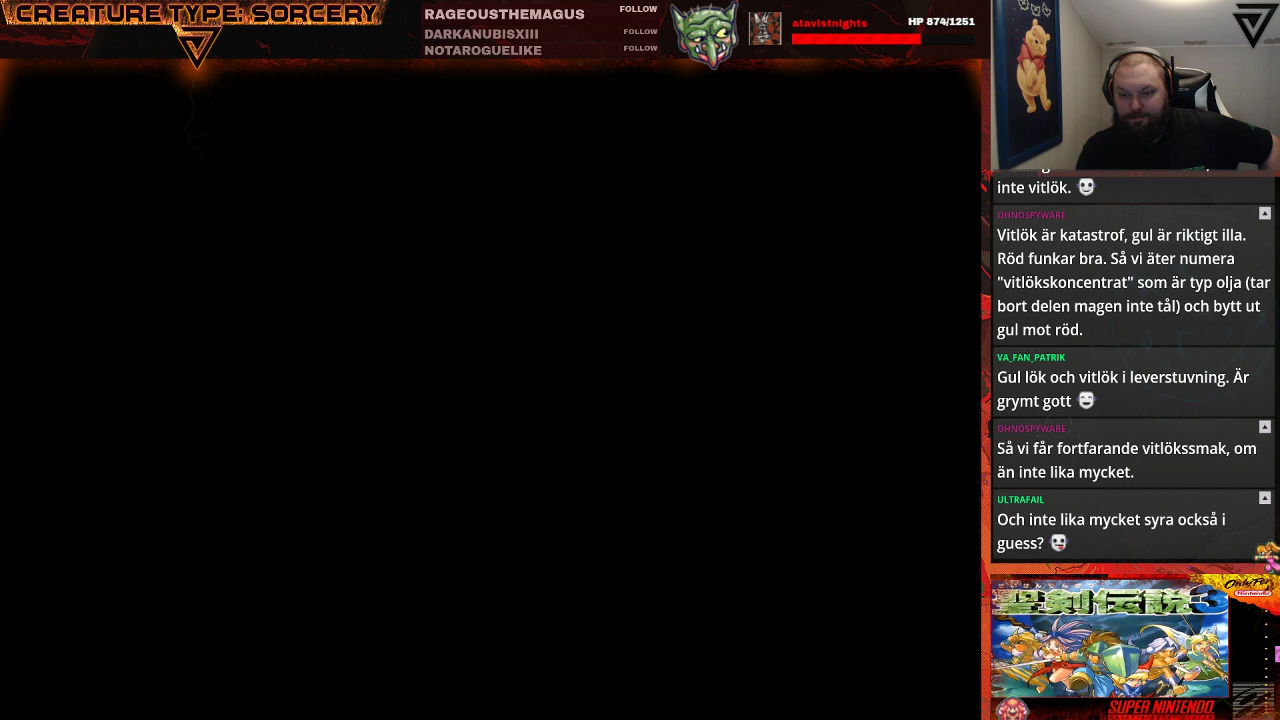 CREATURE TYPE: SORCERY
RAGEOUSTHEMAGUS FOLLOW
DARKANUBISXIII FOLLOW
NOTAROGUELIKE FOLLOW
atavistnights HP 874/1251
inte vitlök.
OHNOSPYWARE
Vitlök är katastrof, gul är riktigt illa.
Röd funkar bra. Så vi äter numera
"vitlökskoncentrat" som är typ olja (tar
bort delen magen inte tål) och bytt ut
gul mot röd.
VA_FAN_PATRIK
Gul lök och vitlök i leverstuvning. Är
grymt gott
OHNOSPYWARE
Så vi får fortfarande vitlökssmak, om
än inte lika mycket.
ULTRAFAIL
Och inte lika mycket syra också i
guess?
Only For
Nintendo
聖剣伝説3
SUPER NINTENDO